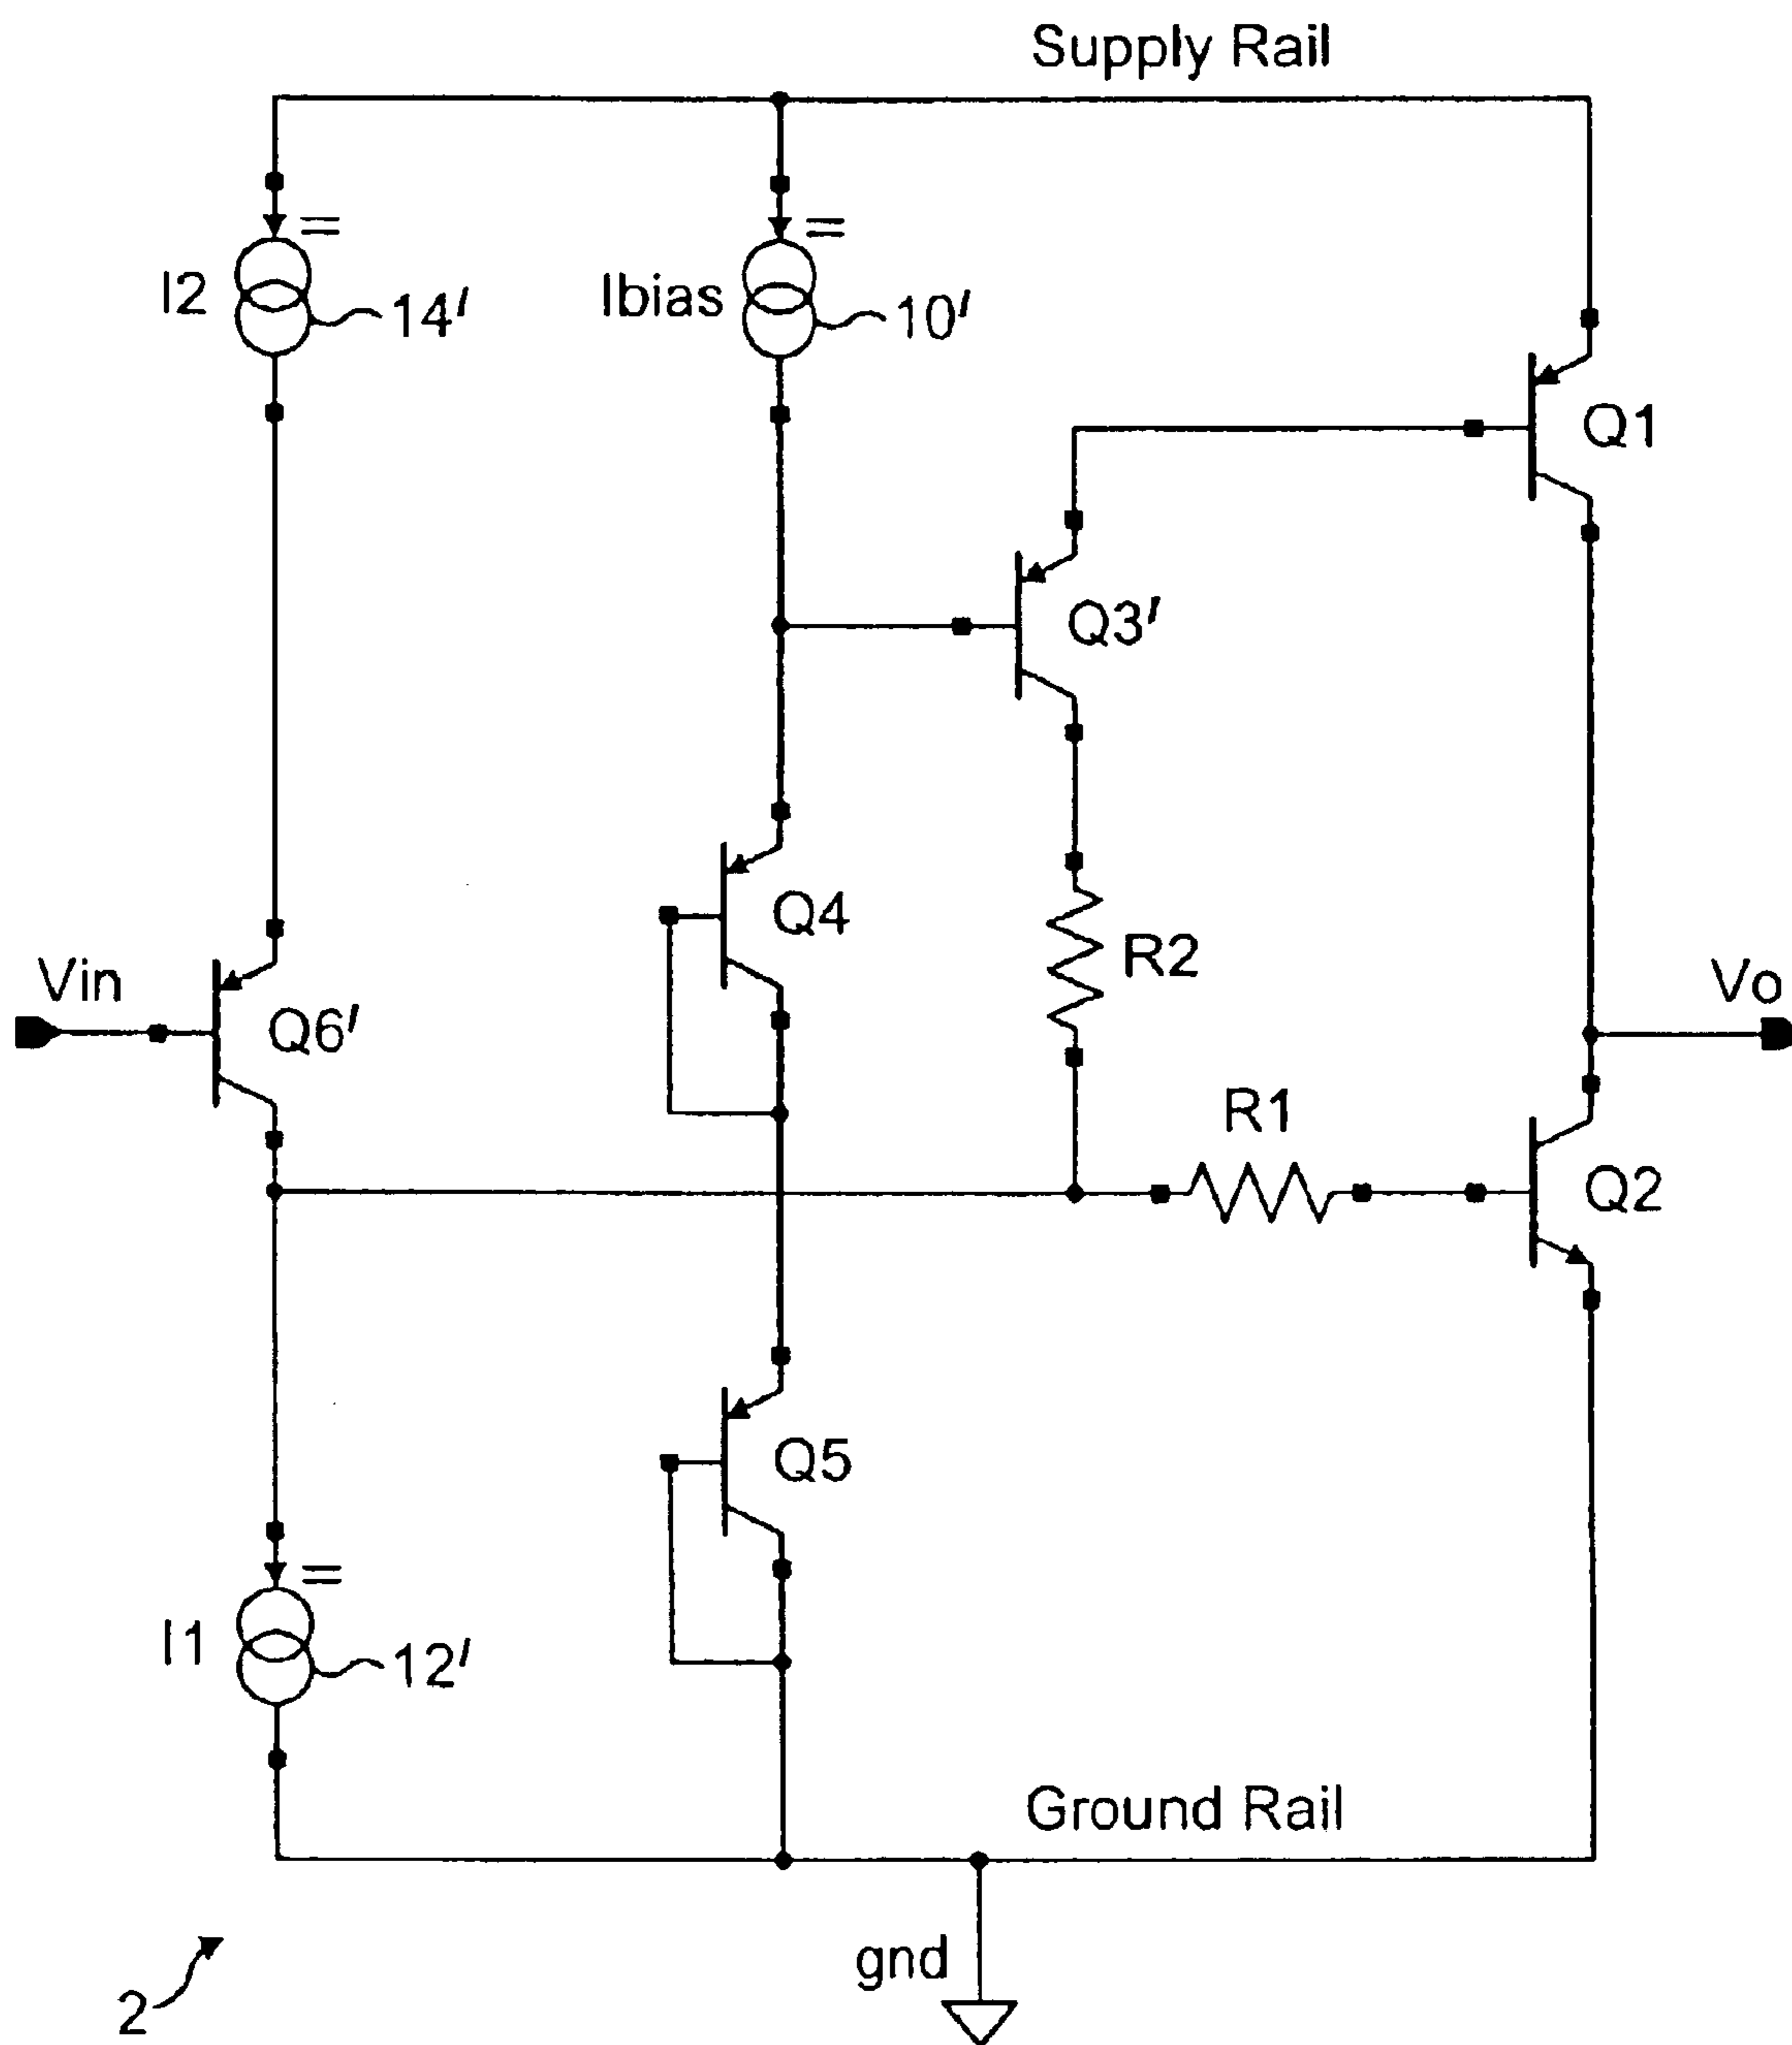 Supply Rail
I2
14'
Ibias
10'
Q1
Q3'
Q4
R2
Vin
Q6'
Vo
R1
Q2
Q5
I1
12'
Ground Rail
gnd
2